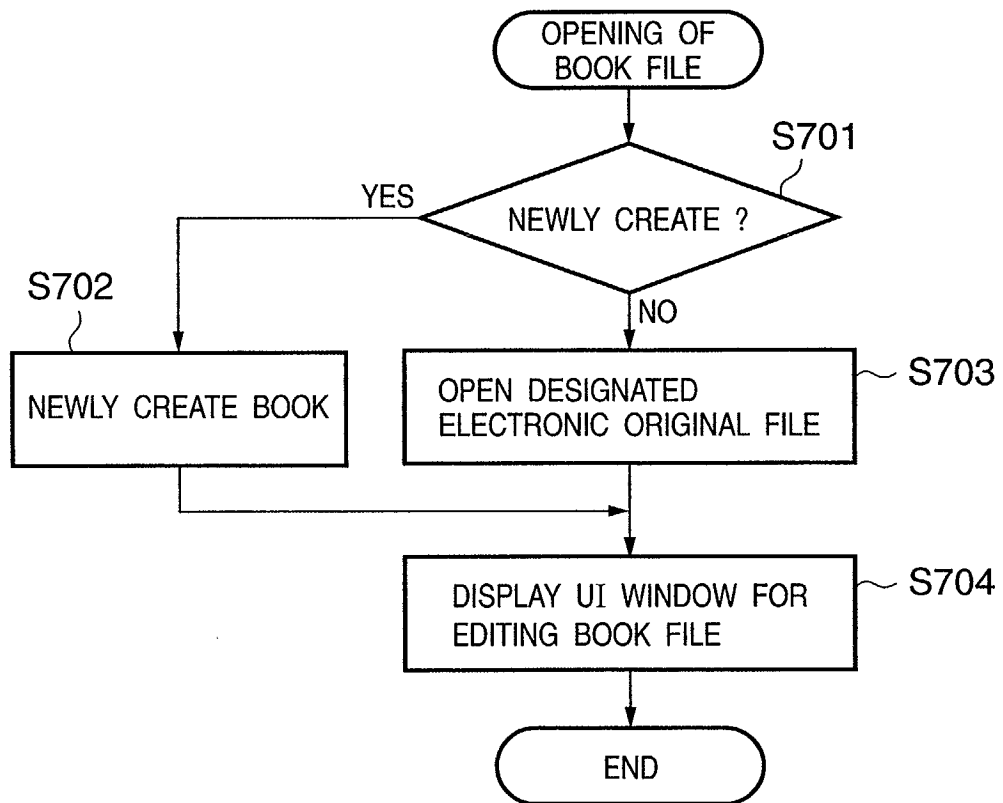 OPENING OF
BOOK FILE
S701
YES
NEWLY CREATE ?
S702
NO
NEWLY CREATE BOOK
S703
OPEN DESIGNATED
ELECTRONIC ORIGINAL FILE
S704
DISPLAY UI WINDOW FOR
EDITING BOOK FILE
END